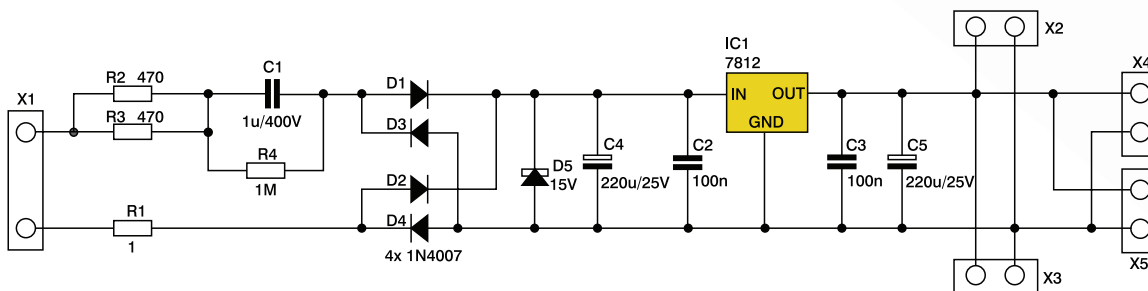 X1
R2 470
R3 470
C1
1u/400V
R4
1M
R1
1
D1
D3
D2
D4
4x 1N4007
D5
15V
C4
220u/25V
C2
100n
IC1
7812
IN OUT
GND
C3
100n
C5
220u/25V
X2
X3
X4
X5